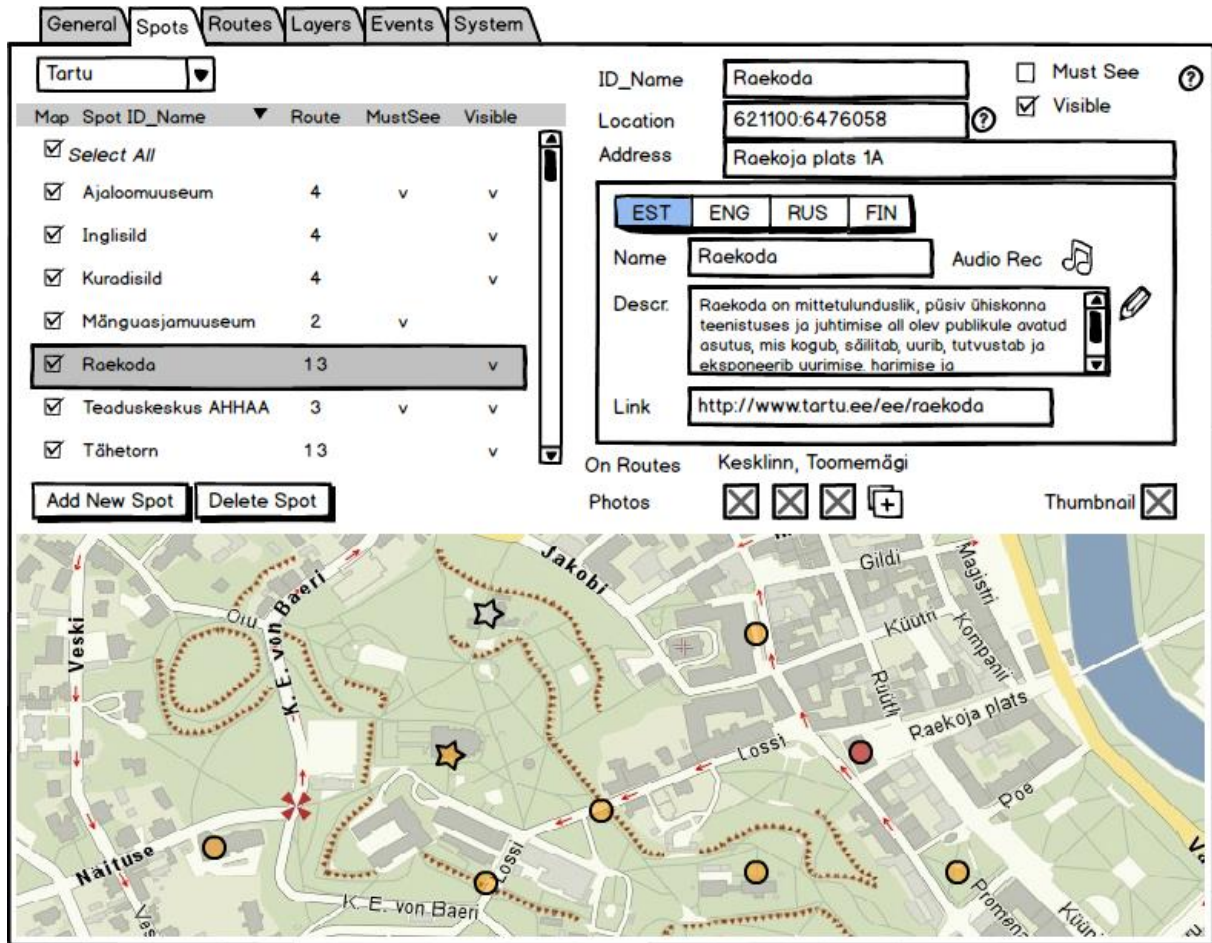 General Spots Routes Layers Events System
Tartu
Map Spot ID_Name Route MustSee Visible
Select All
Ajaloomuuseum 4 v v
Inglisild 4 v
Kuradisild 4 v
Mänguasjamuuseum 2 v
Raekoda 13 v
Teaduskeskus AHHAA 3 v v
Tähetorn 13 v
Add New Spot Delete Spot
ID_Name Raekoda Must See ?
Location 621100:6476058 ? Visible
Address Raekoja plats 1A
EST ENG RUS FIN
Name Raekoda Audio Rec
Descr. Raekoda on mittetulunduslik, püsiv ühiskonna
teenistuses ja juhtimise all olev publikule avatud
asutus, mis kogub, säilitab, uurib, tutvustab ja
eksponeerib uurimise, harimise ja
Link http://www.tartu.ee/ee/raekoda
On Routes Kesklinn, Toomemägi
Photos Thumbnail
Jakobi
Gildi
Magistri
K. E. von Baeri
Veski
Küütri
Kompanii
Rüütli
Raekoja plats
Lossi
Poe
Näituse
Lossi
K. E. von Baeri